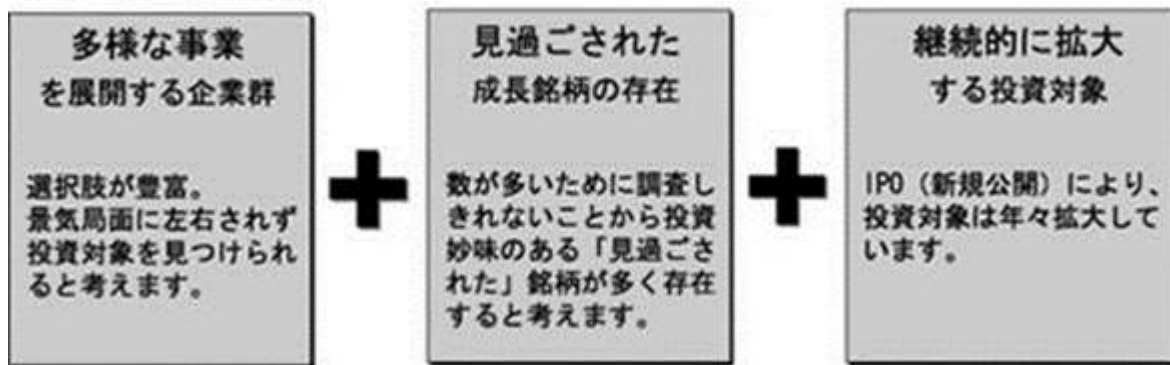 多様な事業
を展開する企業群
選択肢が豊富。
景気局面に左右されず
投資対象を見つけられ
ると考えます。
見過ごされた
成長銘柄の存在
数が多いために調査し
きれないことから投資
妙味のある「見過ごさ
れた」銘柄が多く存在
すると考えます。
継続的に拡大
する投資対象
IPO（新規公開）により、
投資対象は年々拡大して
います。